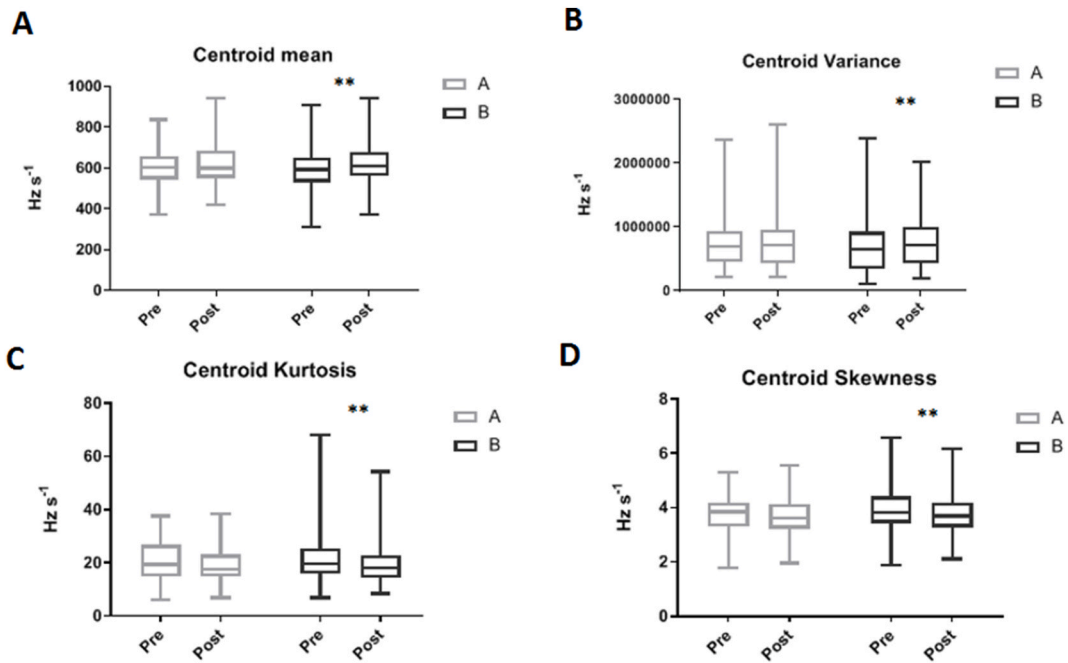 A
Centroid mean
A
B
**
1000
800
600
400
200
0
Hz s⁻¹
Pre
Post
Pre
Post
B
Centroid Variance
A
B
**
3000000
2000000
1000000
0
Hz s⁻¹
Pre
Post
Pre
Post
C
Centroid Kurtosis
A
B
**
80
60
40
20
0
Hz s⁻¹
Pre
Post
Pre
Post
D
Centroid Skewness
A
B
**
8
6
4
2
0
Hz s⁻¹
Pre
Post
Pre
Post